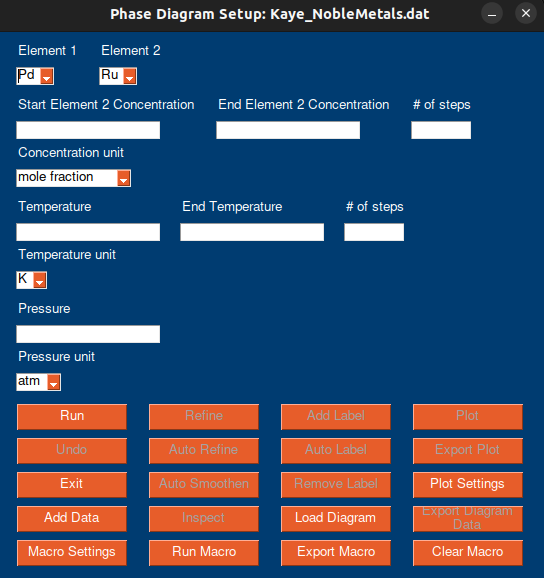 Phase Diagram Setup: Kaye_NobleMetals.dat
Element 1 Element 2
Pd Ru
Start Element 2 Concentration End Element 2 Concentration # of steps
Concentration unit
mole fraction
Temperature End Temperature # of steps
Temperature unit
K
Pressure
Pressure unit
atm
Run Refine Add Label Plot
Undo Auto Refine Auto Label Export Plot
Exit Auto Smoothen Remove Label Plot Settings
Add Data Inspect Load Diagram Export Diagram
Data
Macro Settings Run Macro Export Macro Clear Macro